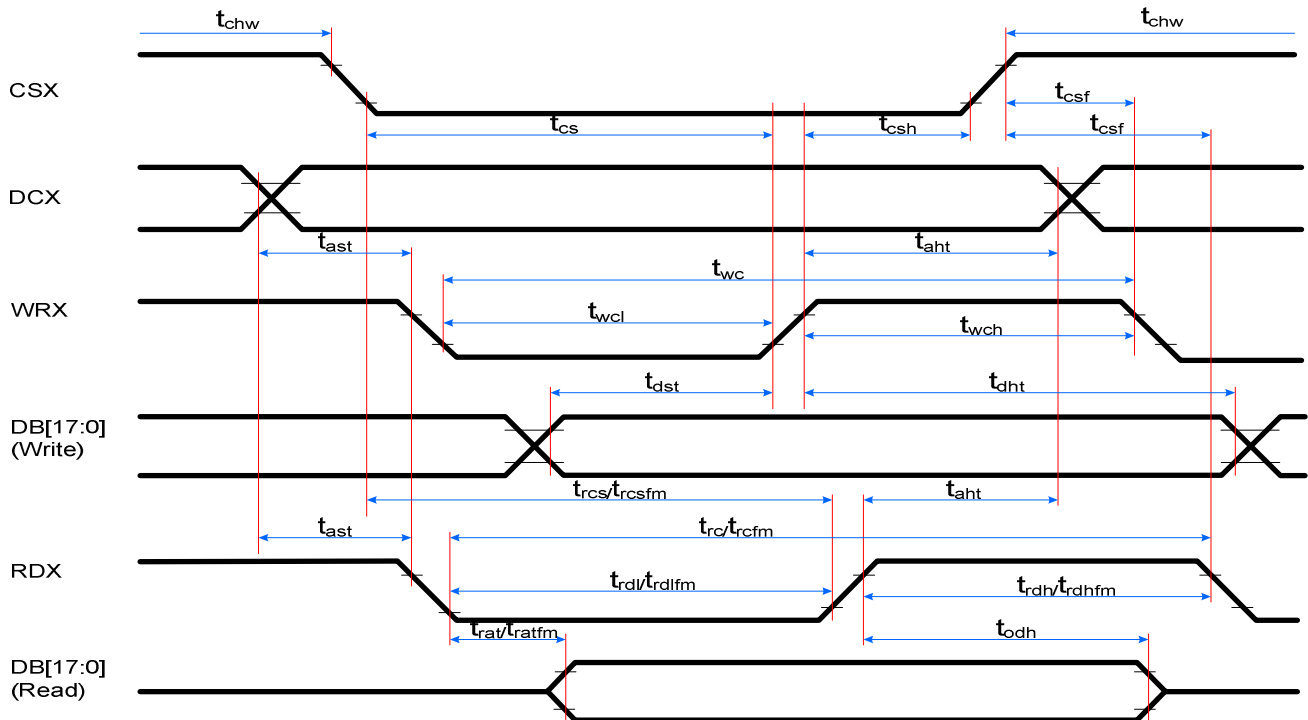 tchw
tchw
CSX
tcsf
tcs
tcsh
tcsf
DCX
tast
taht
twc
WRX
twcl
twch
tdst
tdht
DB[17:0]
(Write)
trcs/trcsfm
taht
tast
trc/trcfm
RDX
trdl/trdlfm
trdh/trdhfm
trat/tratfm
todh
DB[17:0]
(Read)